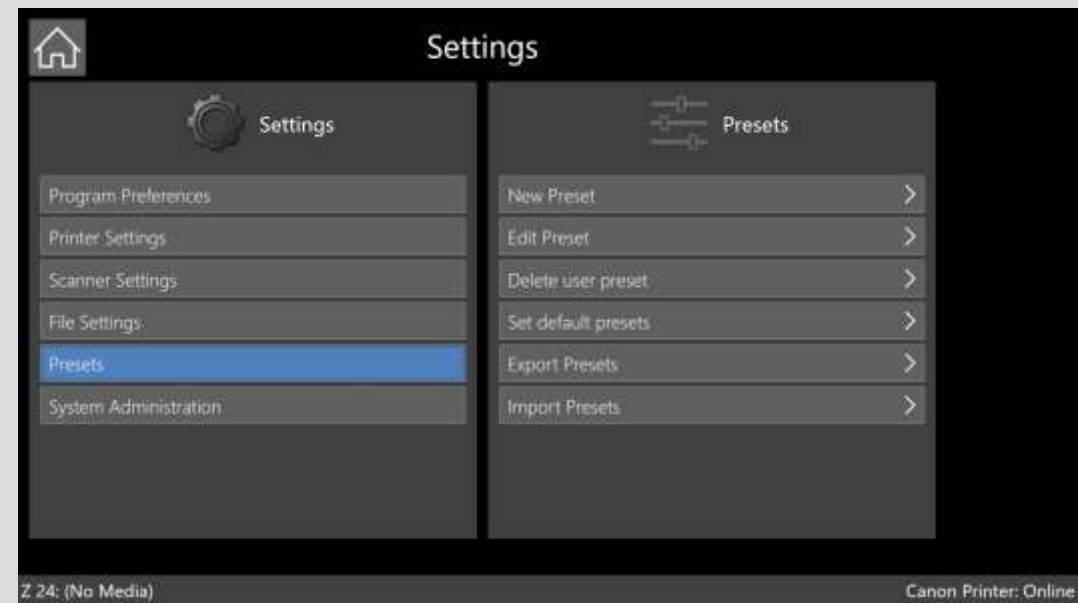 Settings
Settings
Program Preferences
Printer Settings
Scanner Settings
File Settings
Presets
System Administration
Presets
New Preset
Edit Preset
Delete user preset
Set default presets
Export Presets
Import Presets
Z 24: (No Media)
Canon Printer: Online